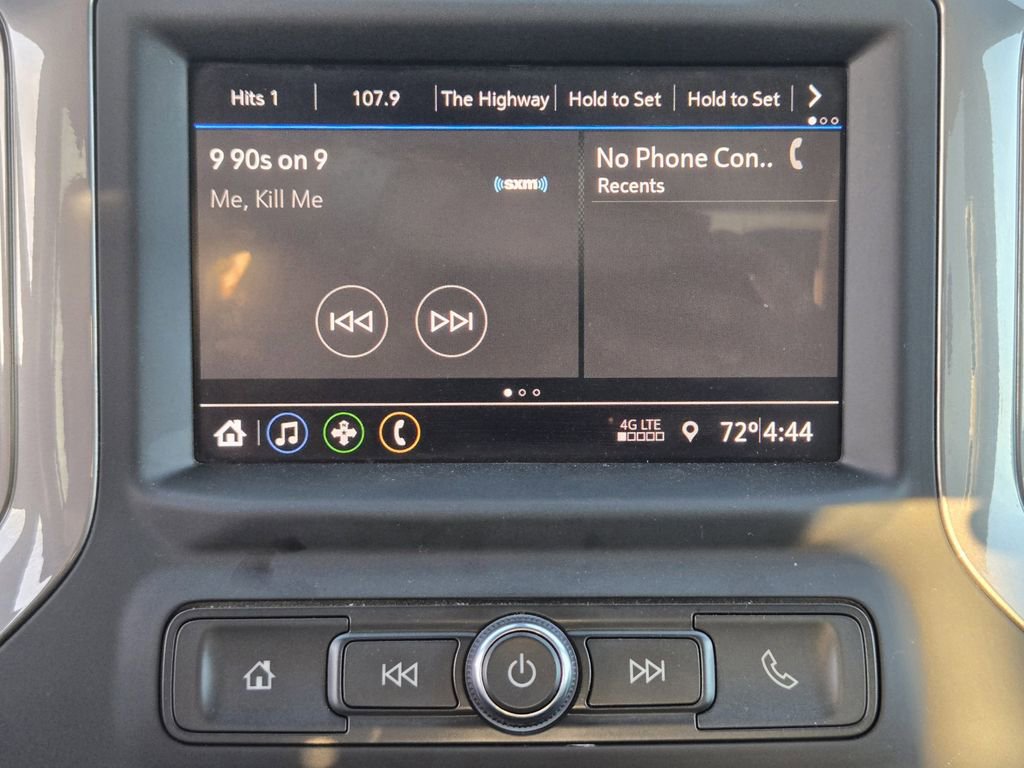 Hits 1 107.9 The Highway Hold to Set Hold to Set
9 90s on 9
Me, Kill Me
sxm
No Phone Con..
Recents
4G LTE 72° 4:44